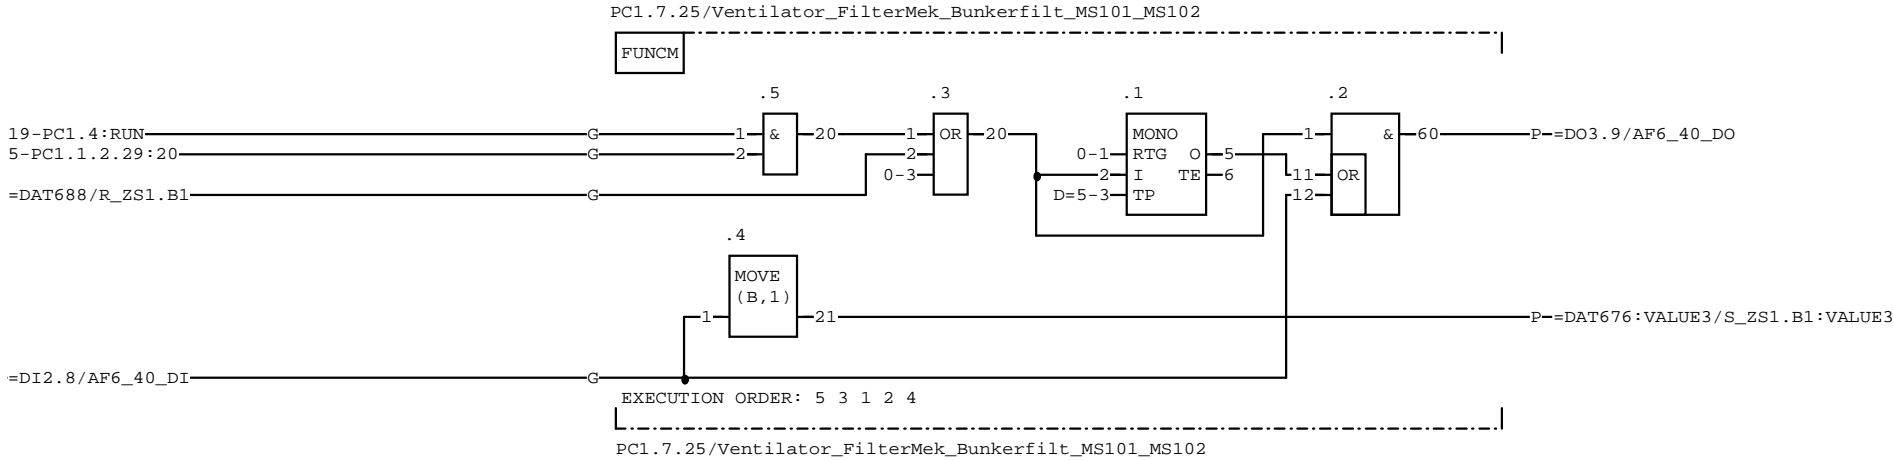 PC1.7.25/Ventilator_FilterMek_Bunkerfilt_MS101_MS102
FUNCM
.5 .3 .1 .2
19-PC1.4:RUN G 1 & 20 1 OR 20 MONO 1 & 60 P-=DO3.9/AF6_40_DO
5-PC1.1.2.29:20 G 2 2 0-1 RTG O 5
0-3 2 I TE 6 11 OR
=DAT688/R_ZS1.B1 G D=5-3 TP 12
.4
MOVE
(B,1)
1 21 P-=DAT676:VALUE3/S_ZS1.B1:VALUE3
=DI2.8/AF6_40_DI G
EXECUTION ORDER: 5 3 1 2 4
PC1.7.25/Ventilator_FilterMek_Bunkerfilt_MS101_MS102